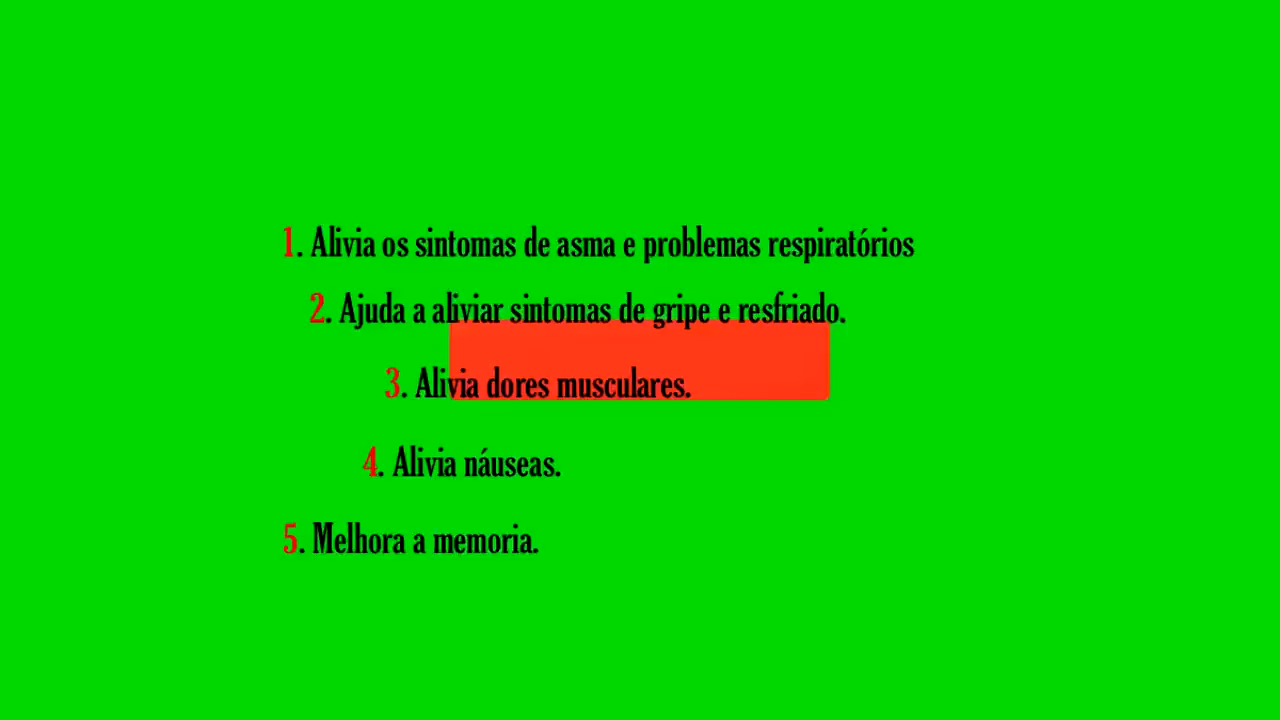 1. Alivia os sintomas de asma e problemas respiratórios
2. Ajuda a aliviar sintomas de gripe e resfriado.
3. Alivia dores musculares.
4. Alivia náuseas.
5. Melhora a memoria.